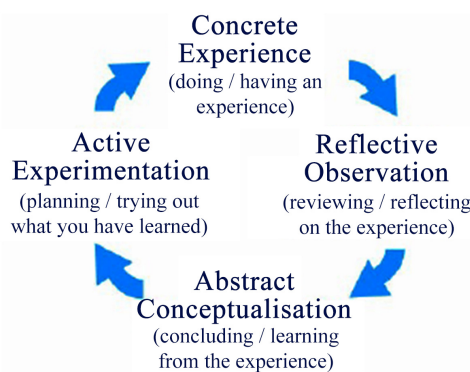 Concrete
Experience
(doing / having an
experience)
Reflective
Observation
(reviewing / reflecting
on the experience)
Abstract
Conceptualisation
(concluding / learning
from the experience)
Active
Experimentation
(planning / trying out
what you have learned)